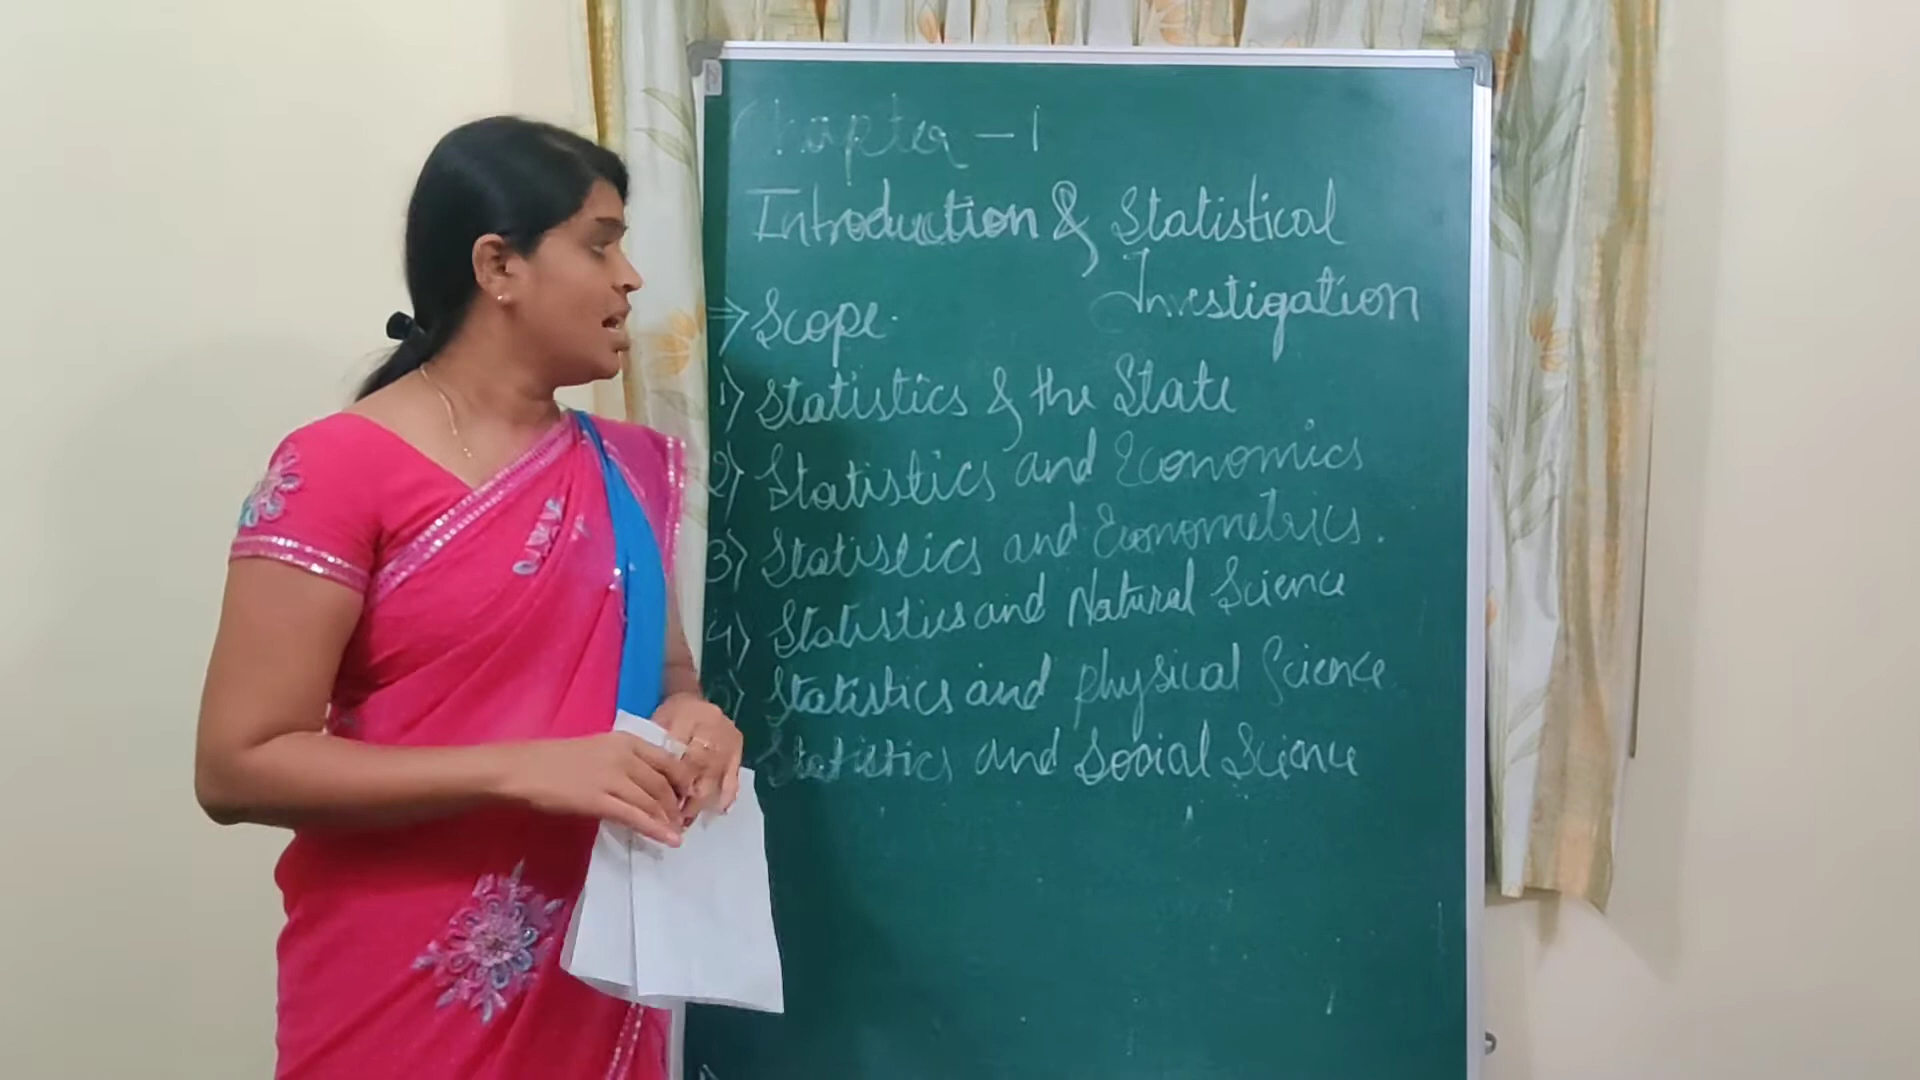 Chapter - 1
Introduction & Statistical
Investigation
⇒ Scope.
1) Statistics & the State
2) Statistics and Economics
3) Statistics and Econometrics.
4) Statistics and Natural Science
5) Statistics and physical Science
Statistics and Social Science